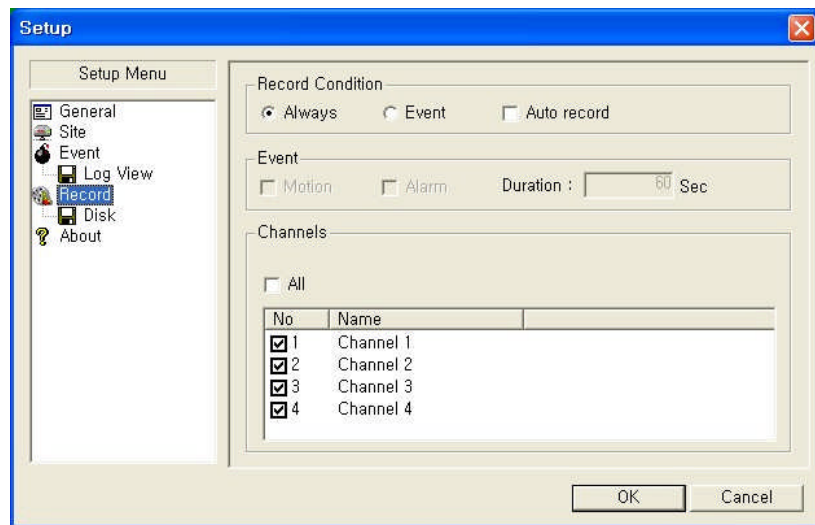 Setup
Setup Menu
General
Site
Event
Log View
Record
Disk
About
Record Condition
Always Event Auto record
Event
Motion Alarm Duration : 60 Sec
Channels
All
No Name
1 Channel 1
2 Channel 2
3 Channel 3
4 Channel 4
OK Cancel